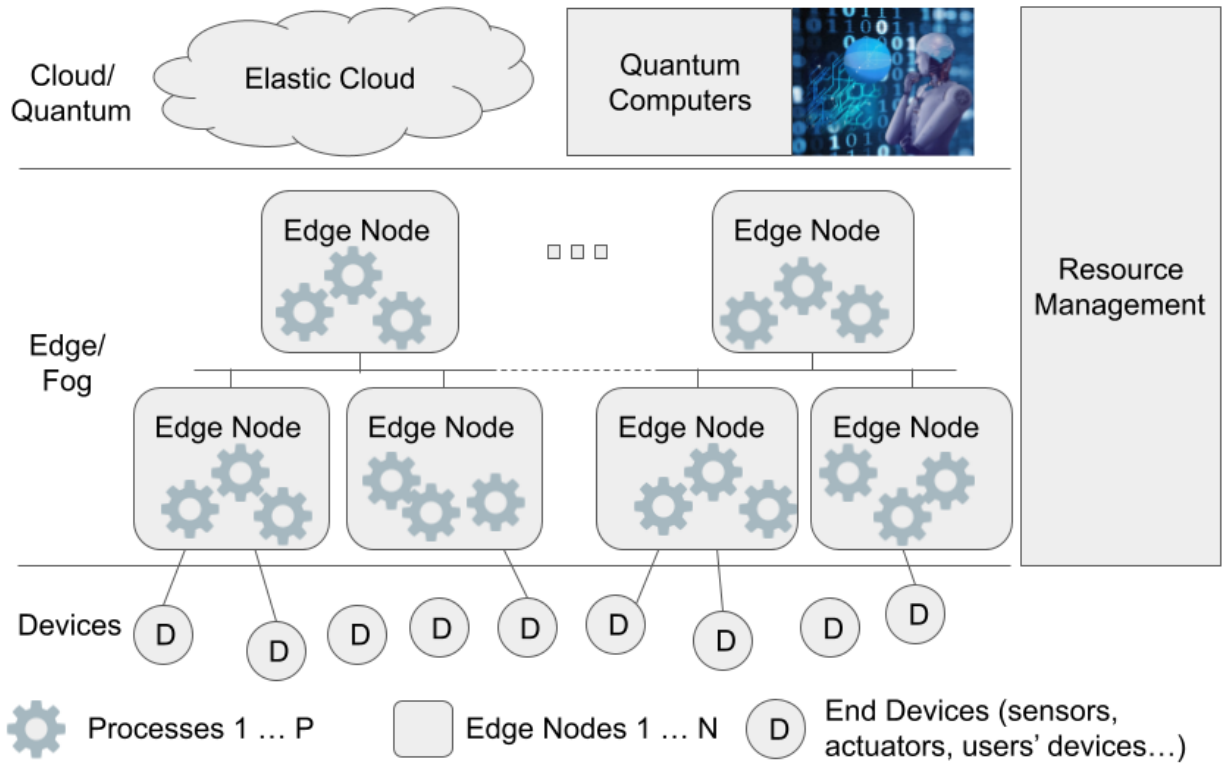 Cloud/
Quantum
Elastic Cloud
Quantum
Computers
Edge Node
Edge Node
Resource
Management
Edge/
Fog
Edge Node
Edge Node
Edge Node
Edge Node
Devices
D
D
D
D
D
D
D
D
D
Processes 1 … P
Edge Nodes 1 … N
D
End Devices (sensors,
actuators, users’ devices…)